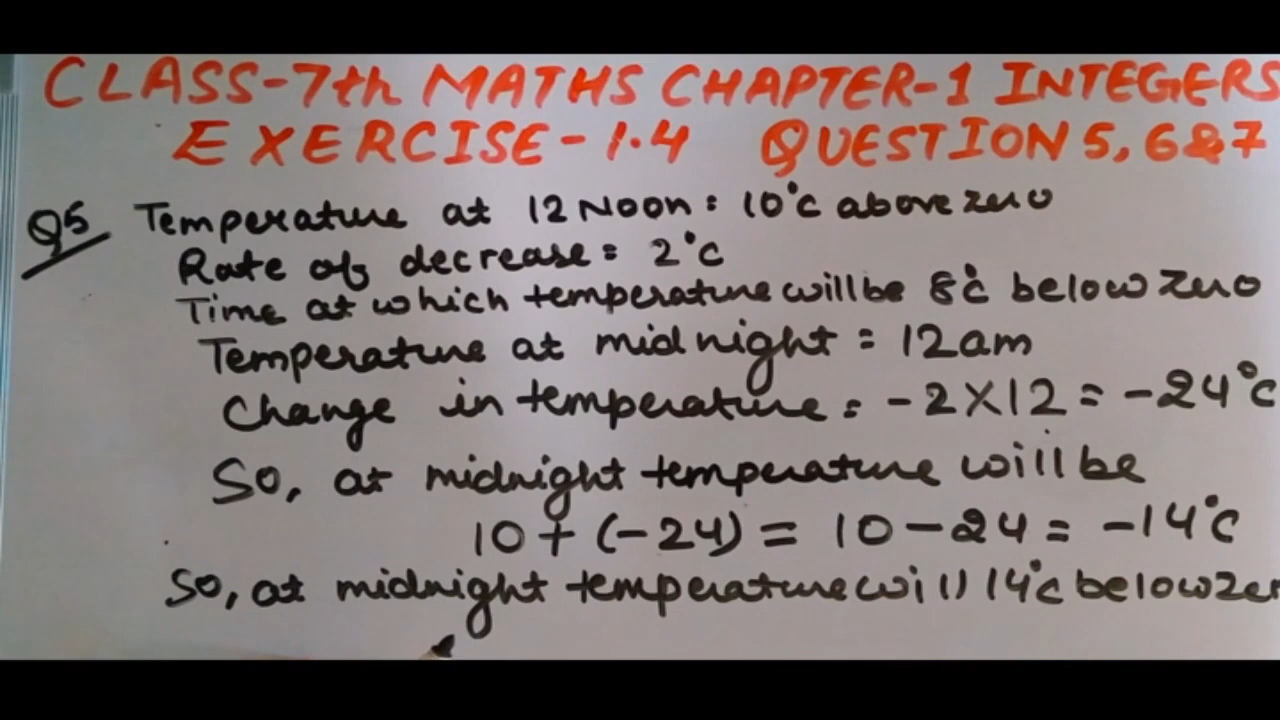 CLASS-7th MATHS CHAPTER-1 INTEGERS
EXERCISE-1.4 QUESTION 5, 6&7
Q5 Temperature at 12 Noon = 10°C above zero
Rate of decrease = 2°C
Time at which temperature will be 8°C below zero
Temperature at midnight = 12am
Change in temperature = -2×12 = -24°C
So, at midnight temperature will be
10+(-24) = 10-24 = -14°C
So, at midnight temperature will 14°C below zer